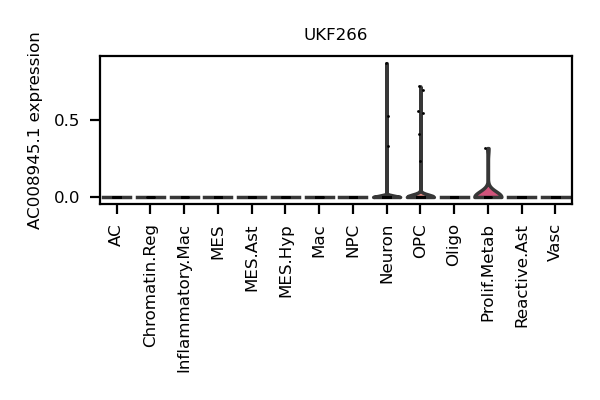 UKF266
AC008945.1 expression
0.5
0.0
AC
Chromatin.Reg
Inflammatory.Mac
MES
MES.Ast
MES.Hyp
Mac
NPC
Neuron
OPC
Oligo
Prolif.Metab
Reactive.Ast
Vasc